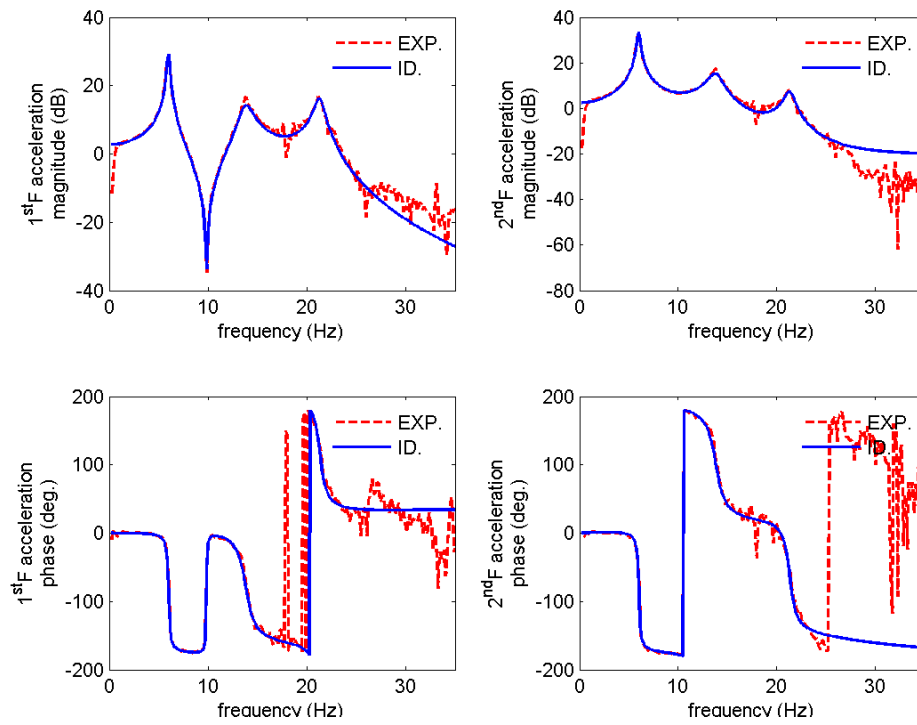 40
20
0
-20
-40
0
10
20
30
1stF acceleration
magnitude (dB)
frequency (Hz)
EXP.
ID.
40
20
0
-20
-40
-60
-80
0
10
20
30
2ndF acceleration
magnitude (dB)
frequency (Hz)
EXP.
ID.
200
100
0
-100
-200
0
10
20
30
1stF acceleration
phase (deg.)
frequency (Hz)
EXP.
ID.
200
100
0
-100
-200
0
10
20
30
2ndF acceleration
phase (deg.)
frequency (Hz)
EXP.
ID.